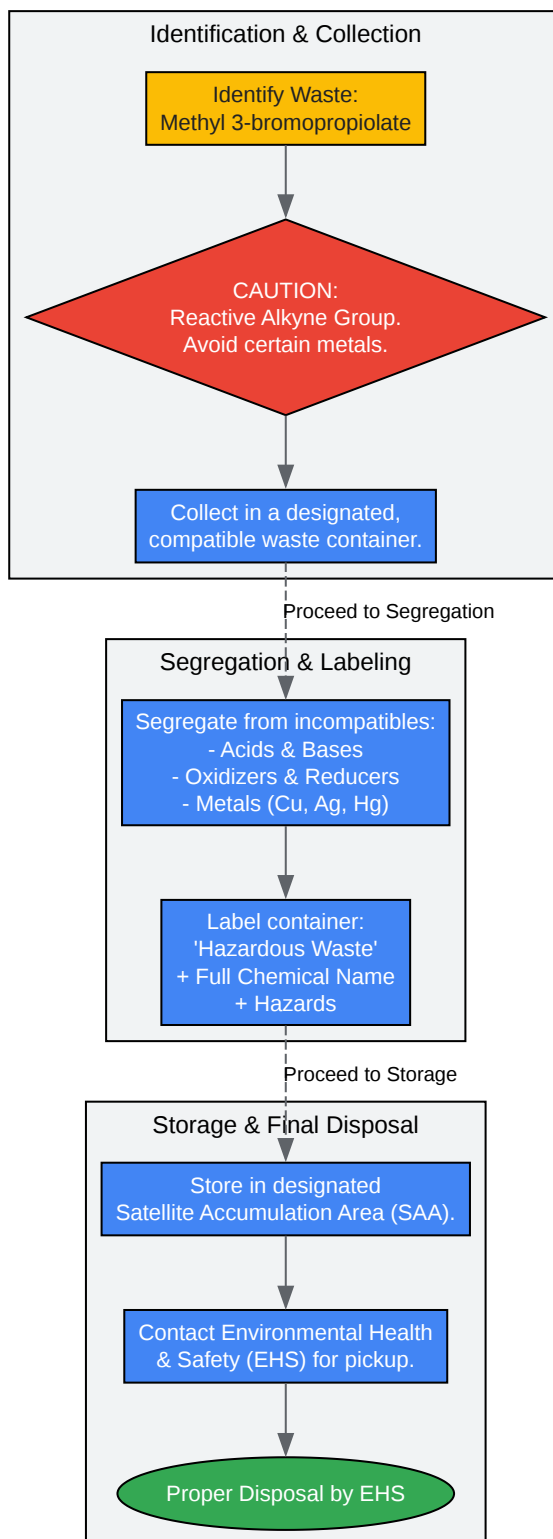 Identification & Collection
Identify Waste:
Methyl 3-bromopropiolate
CAUTION:
Reactive Alkyne Group.
Avoid certain metals.
Collect in a designated,
compatible waste container.
Proceed to Segregation
Segregation & Labeling
Segregate from incompatibles:
- Acids & Bases
- Oxidizers & Reducers
- Metals (Cu, Ag, Hg)
Label container:
'Hazardous Waste'
+ Full Chemical Name
+ Hazards
Proceed to Storage
Storage & Final Disposal
Store in designated
Satellite Accumulation Area (SAA).
Contact Environmental Health
& Safety (EHS) for pickup.
Proper Disposal by EHS